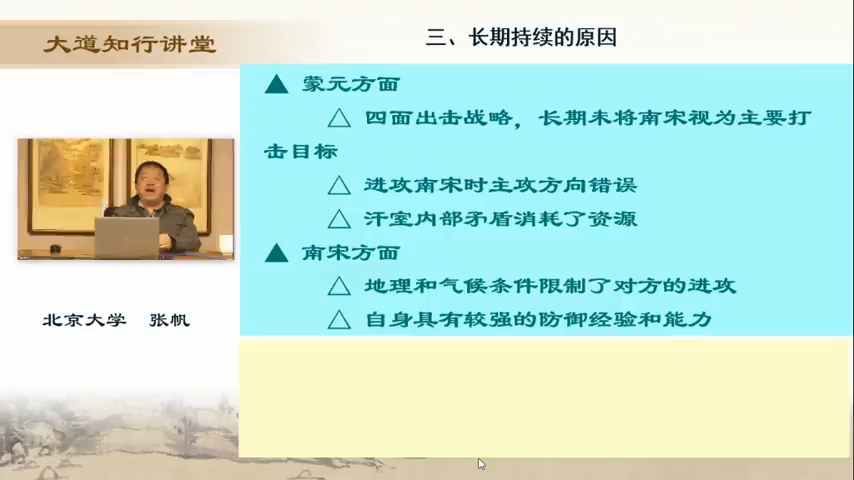 大道知行讲堂
三、长期持续的原因
▲ 蒙元方面
△ 四面出击战略，长期未将南宋视为主要打
击目标
△ 进攻南宋时主攻方向错误
△ 汗室内部矛盾消耗了资源
▲ 南宋方面
△ 地理和气候条件限制了对方的进攻
△ 自身具有较强的防御经验和能力
北京大学 张帆